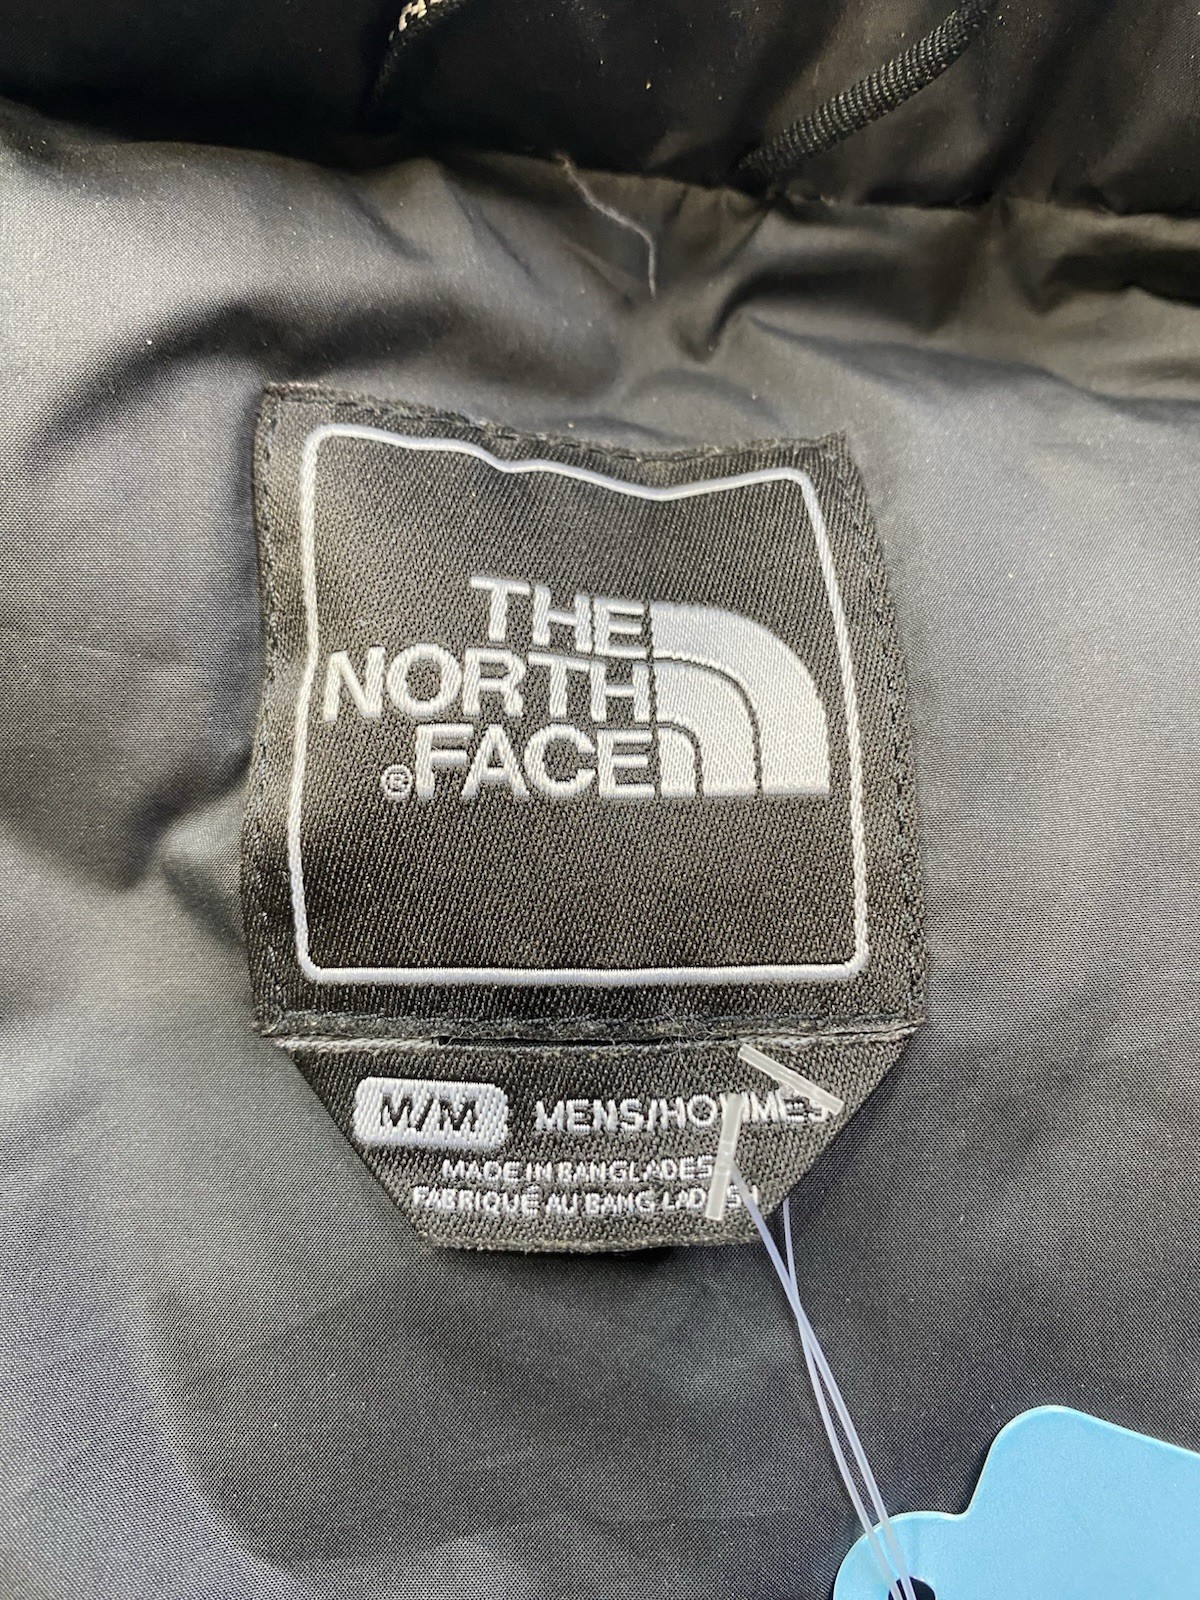 THE
NORTH
FACE
®
M/M MENS/HOMMES
MADE IN BANGLADESH
FABRIQUÉ AU BANGLADESH